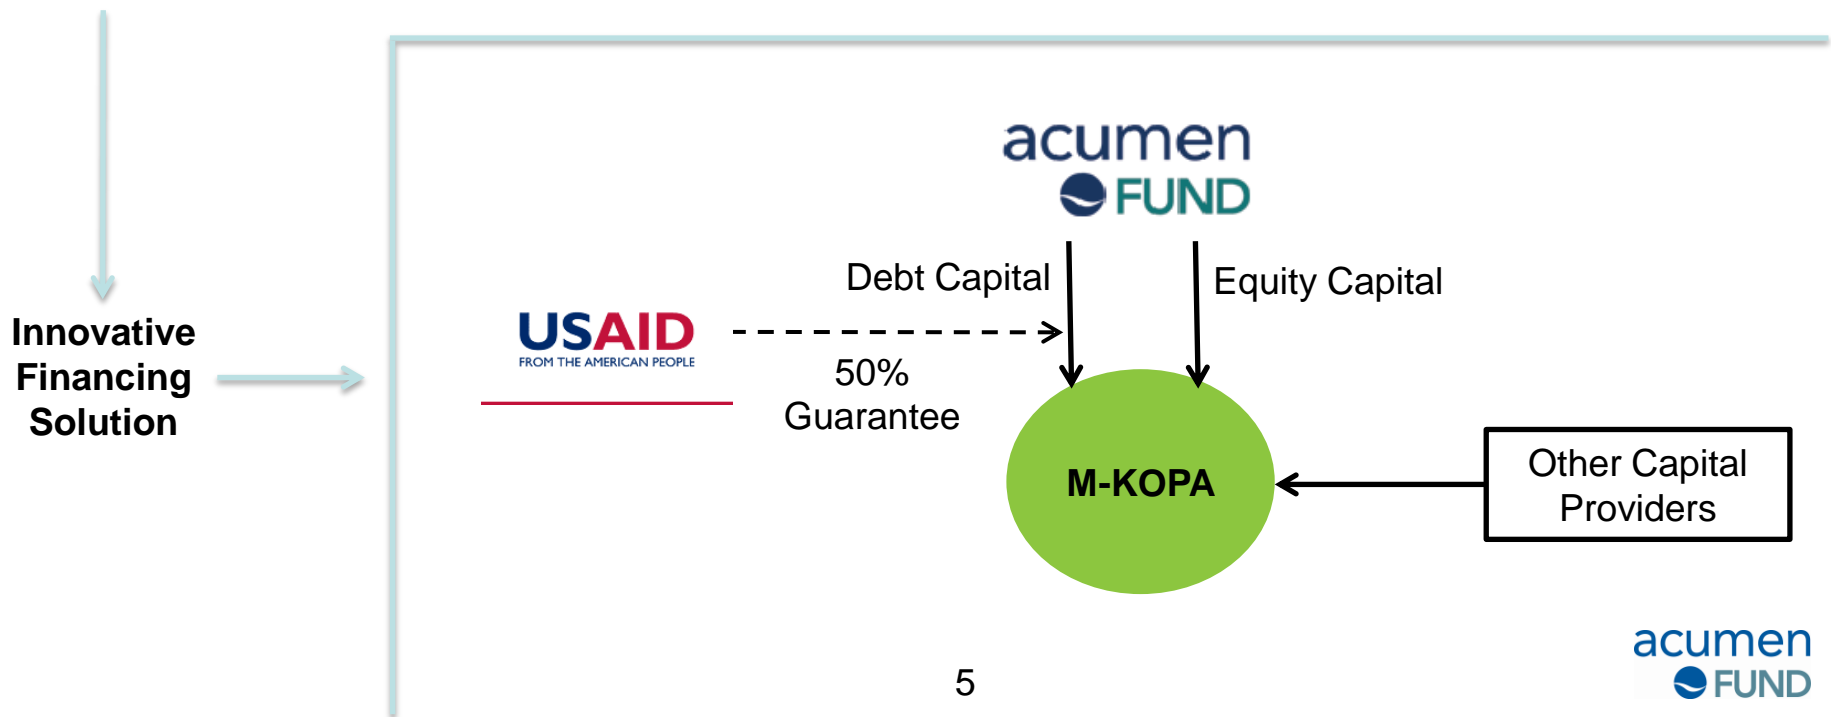 acumen
FUND
Debt Capital
Equity Capital
Innovative
Financing
Solution
USAID
FROM THE AMERICAN PEOPLE
50%
Guarantee
M-KOPA
Other Capital
Providers
5
acumen
FUND